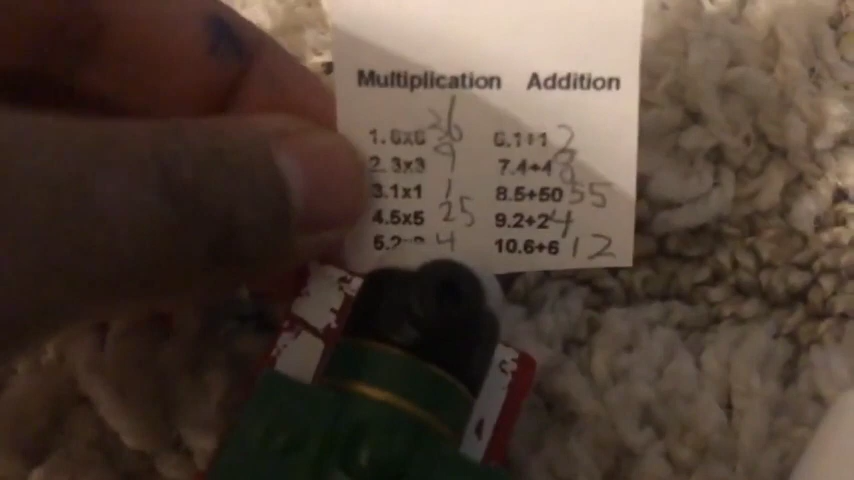 Multiplication Addition
1. 6x6 36 6.1+1 2
2. 3x3 9 7.4+4 8
3.1x1 1 8.5+50 55
4.5x5 25 9.2+2 4
5.2 4 10.6+6 12